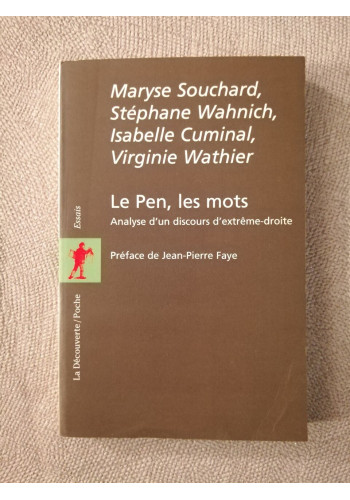 Maryse Souchard,
Stéphane Wahnich,
Isabelle Cuminal,
Virginie Wathier
Le Pen, les mots
Analyse d'un discours d'extrême-droite
Préface de Jean-Pierre Faye
Essais
La Découverte/Poche